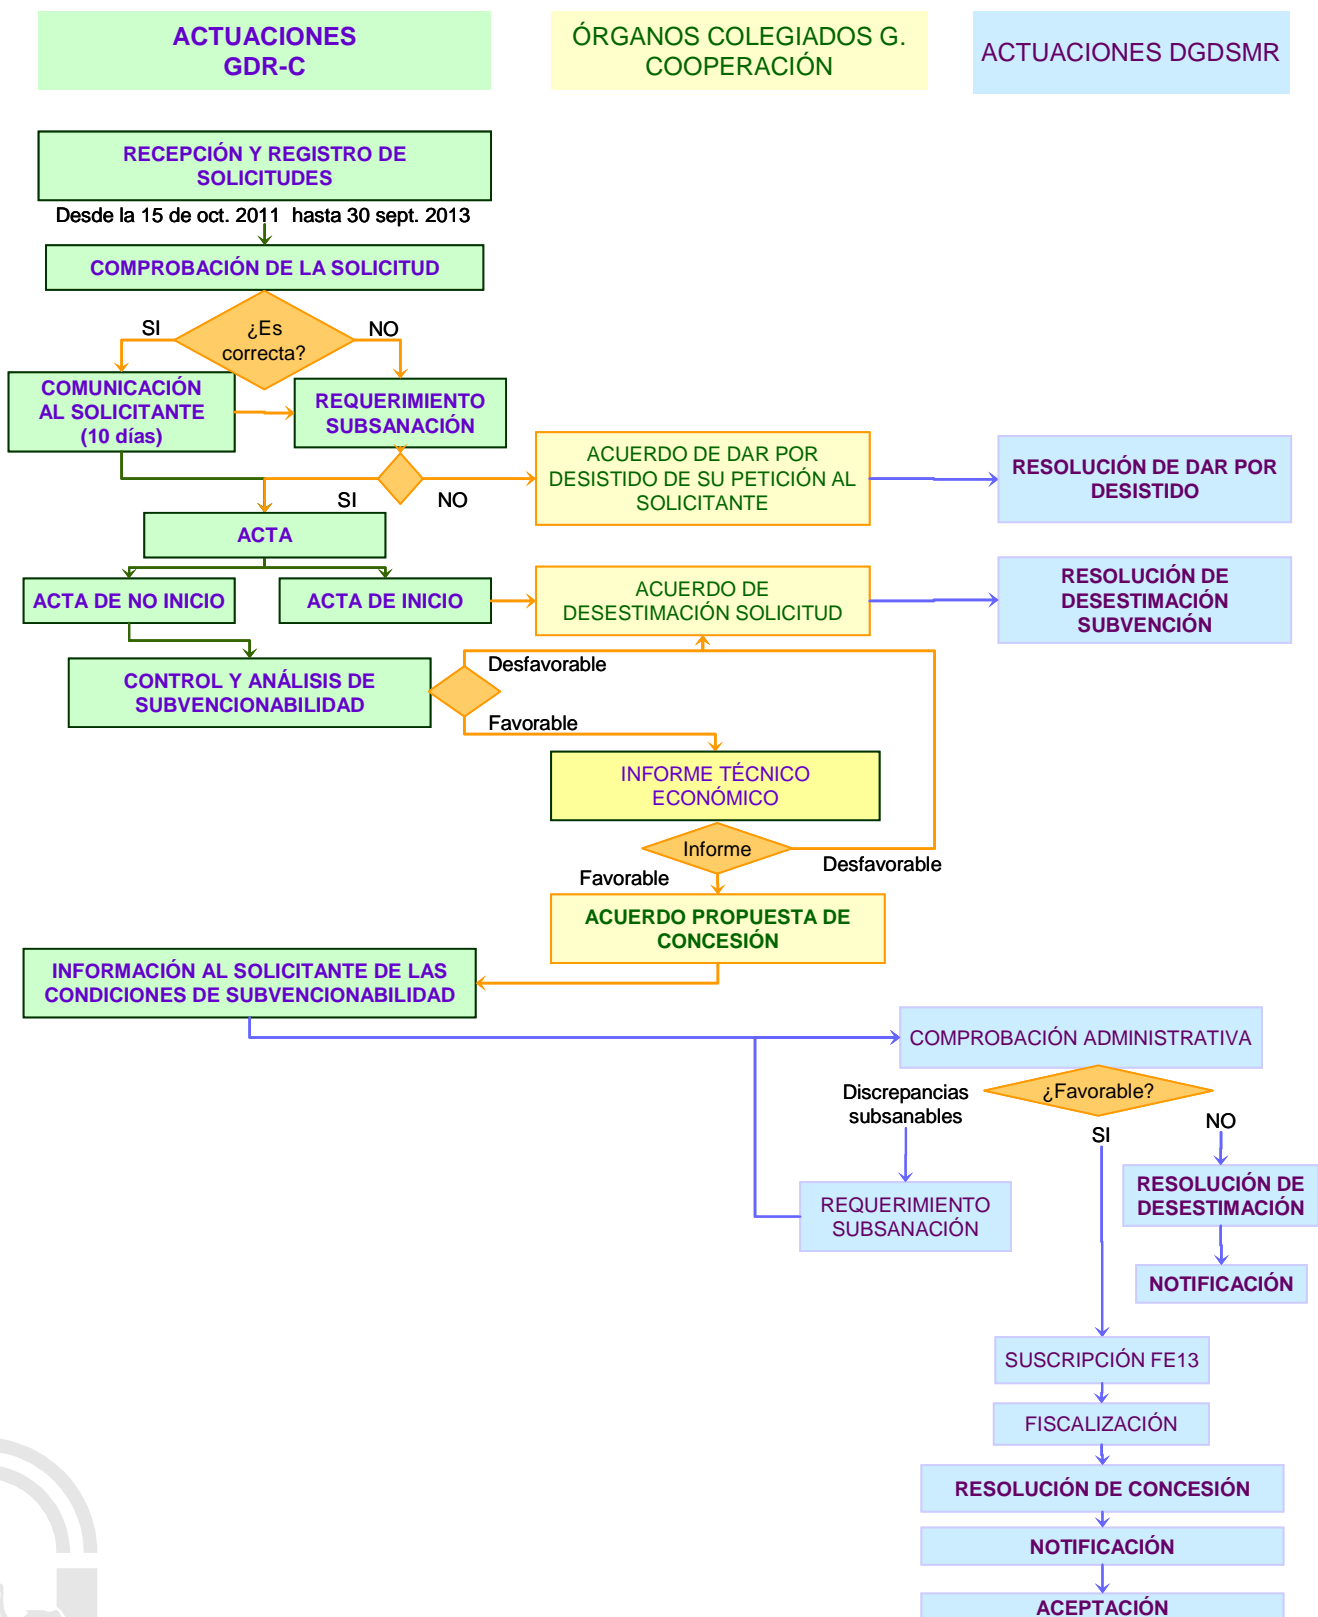 ACTUACIONES
GDR-C
ÓRGANOS COLEGIADOS G.
COOPERACIÓN
ACTUACIONES DGDSMR
RECEPCIÓN Y REGISTRO DE
SOLICITUDES
Desde la 15 de oct. 2011 hasta 30 sept. 2013
COMPROBACIÓN DE LA SOLICITUD
SI
¿Es
correcta?
NO
COMUNICACIÓN
AL SOLICITANTE
(10 días)
REQUERIMIENTO
SUBSANACIÓN
ACUERDO DE DAR POR
DESISTIDO DE SU PETICIÓN AL
SOLICITANTE
RESOLUCIÓN DE DAR POR
DESISTIDO
SI
NO
ACTA
ACTA DE NO INICIO
ACTA DE INICIO
ACUERDO DE
DESESTIMACIÓN SOLICITUD
RESOLUCIÓN DE
DESESTIMACIÓN
SUBVENCIÓN
CONTROL Y ANÁLISIS DE
SUBVENCIONABILIDAD
Desfavorable
Favorable
INFORME TÉCNICO
ECONÓMICO
Informe
Desfavorable
Favorable
ACUERDO PROPUESTA DE
CONCESIÓN
INFORMACIÓN AL SOLICITANTE DE LAS
CONDICIONES DE SUBVENCIONABILIDAD
COMPROBACIÓN ADMINISTRATIVA
Discrepancias
subsanables
¿Favorable?
SI
NO
REQUERIMIENTO
SUBSANACIÓN
RESOLUCIÓN DE
DESESTIMACIÓN
NOTIFICACIÓN
SUSCRIPCIÓN FE13
FISCALIZACIÓN
RESOLUCIÓN DE CONCESIÓN
NOTIFICACIÓN
ACEPTACIÓN